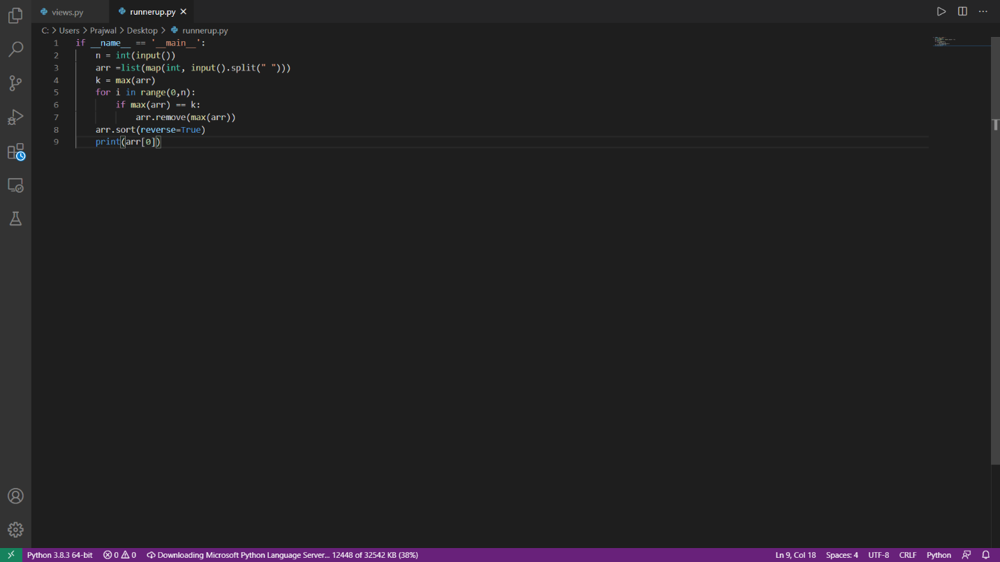 views.py
runnerup.py
C: > Users > Prajwal > Desktop > runnerup.py
1 if __name__ == '__main__':
2 n = int(input())
3 arr =list(map(int, input().split(" ")))
4 k = max(arr)
5 for i in range(0,n):
6 if max(arr) == k:
7 arr.remove(max(arr))
8 arr.sort(reverse=True)
9 print(arr[0])
Python 3.8.3 64-bit 0 0 Downloading Microsoft Python Language Server... 12448 of 32542 KB (38%) Ln 9, Col 18 Spaces: 4 UTF-8 CRLF Python